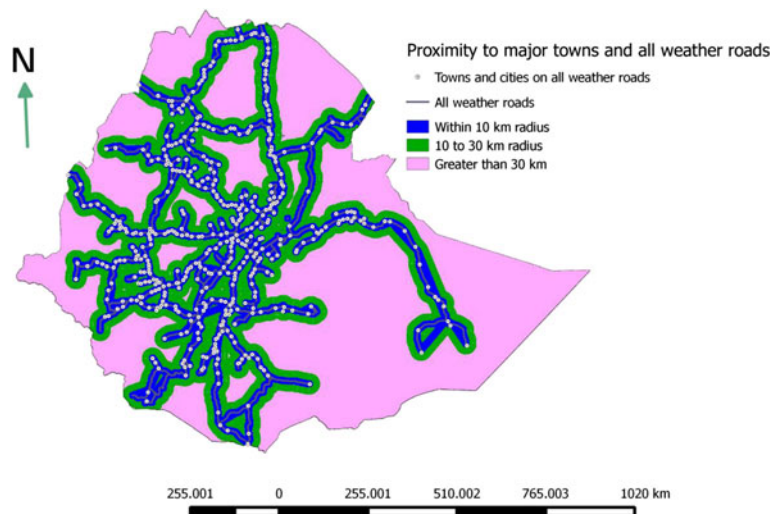 N
Proximity to major towns and all weather roads
Towns and cities on all weather roads
All weather roads
Within 10 km radius
10 to 30 km radius
Greater than 30 km
255.001 0 255.001 510.002 765.003 1020 km